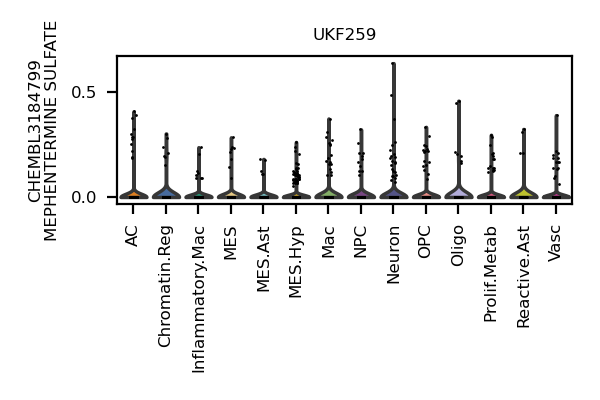 UKF259
CHEMBL3184799
MEPHENTERMINE SULFATE
0.5
0.0
AC
Chromatin.Reg
Inflammatory.Mac
MES
MES.Ast
MES.Hyp
Mac
NPC
Neuron
OPC
Oligo
Prolif.Metab
Reactive.Ast
Vasc